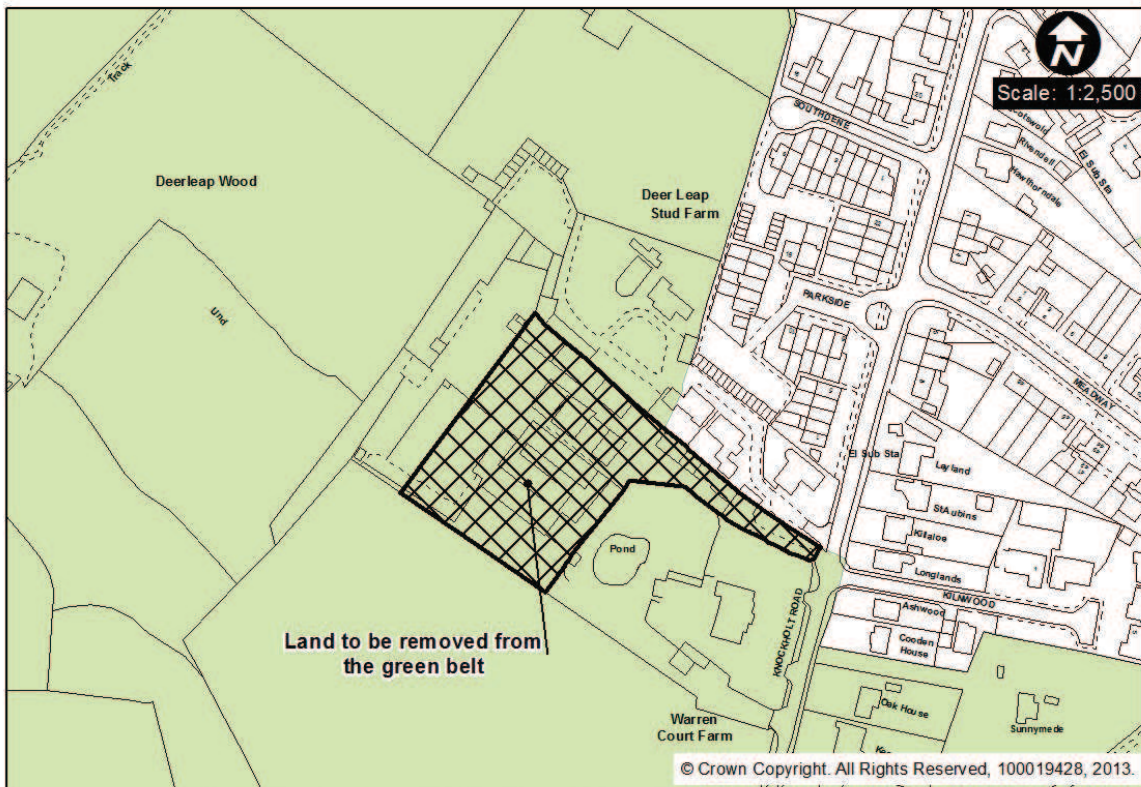 N
Scale: 1:2,500
Track
SOUTHDENE
Cotswold
Rivendell
El Sub Sta
Hawthorndale
Deerleap Wood
Deer Leap
Stud Farm
Und
PARKSIDE
MEADWAY
El Sub Sta
Leyland
St Aubins
Killaloe
Pond
Longlands
KILNWOOD
Ashwood
Cooden
House
KNOCKHOLT ROAD
Land to be removed from
the green belt
Oak House
Sunnymede
Warren
Court Farm
© Crown Copyright. All Rights Reserved, 100019428, 2013.